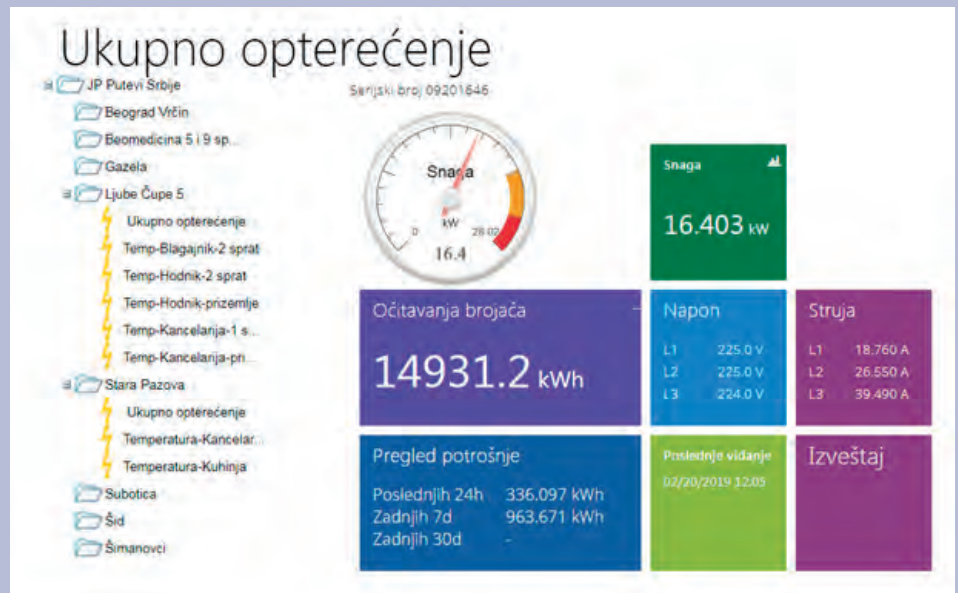 Ukupno opterećenje
JP Putevi Srbije
Beograd Vrčin
Beomedicina 5 i 9 sp...
Gazela
Ljube Čupe 5
Ukupno opterećenje
Temp-Blagajnik-2 sprat
Temp-Hodnik-2 sprat
Temp-Hodnik-prizemlje
Temp-Kancelarija-1 s...
Temp-Kancelarija-pri...
Stara Pazova
Ukupno opterećenje
Temperatura-Kancelar...
Temperatura-Kuhinja
Subotica
Šid
Šimanovci
Serijski broj 09201646
Snaga
kW
0 28.02
16.4
Snaga
16.403 kW
Očitavanja brojača
14931.2 kWh
Napon
L1 225.0 V
L2 225.0 V
L3 224.0 V
Struja
L1 18.760 A
L2 26.550 A
L3 39.490 A
Pregled potrošnje
Poslednjih 24h 336.097 kWh
Zadnjih 7d 963.671 kWh
Zadnjih 30d -
Poslednje viđanje
02/20/2019 12:05
Izveštaj